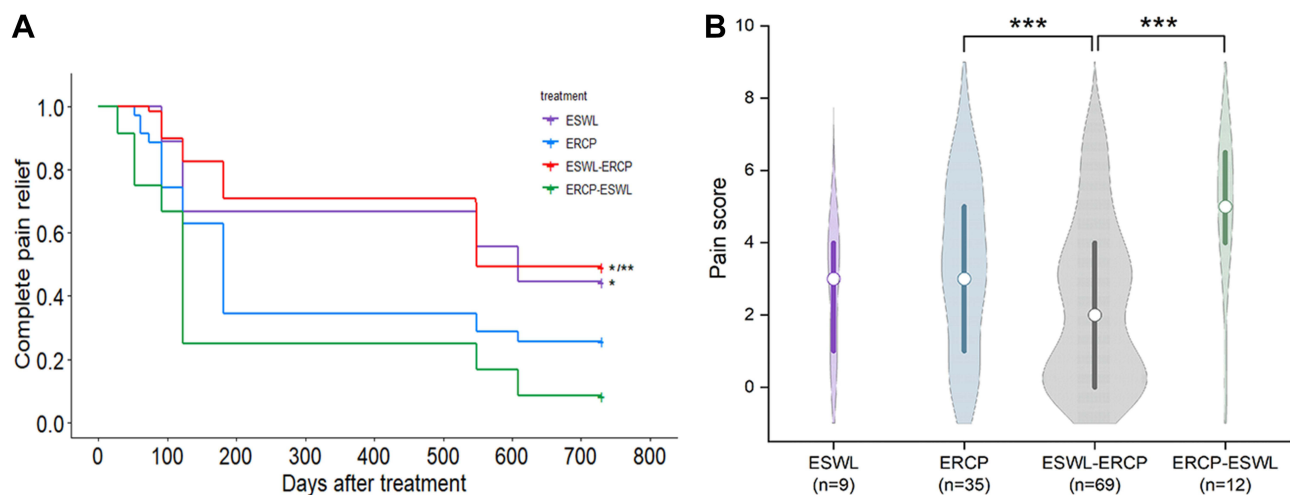 A
Complete pain relief
1.0
0.8
0.6
0.4
0.2
0.0
0 100 200 300 400 500 600 700 800
Days after treatment
treatment
ESWL
ERCP
ESWL-ERCP
ERCP-ESWL
*/**
*
B
Pain score
10
8
6
4
2
0
*** ***
ESWL ERCP ESWL-ERCP ERCP-ESWL
(n=9) (n=35) (n=69) (n=12)